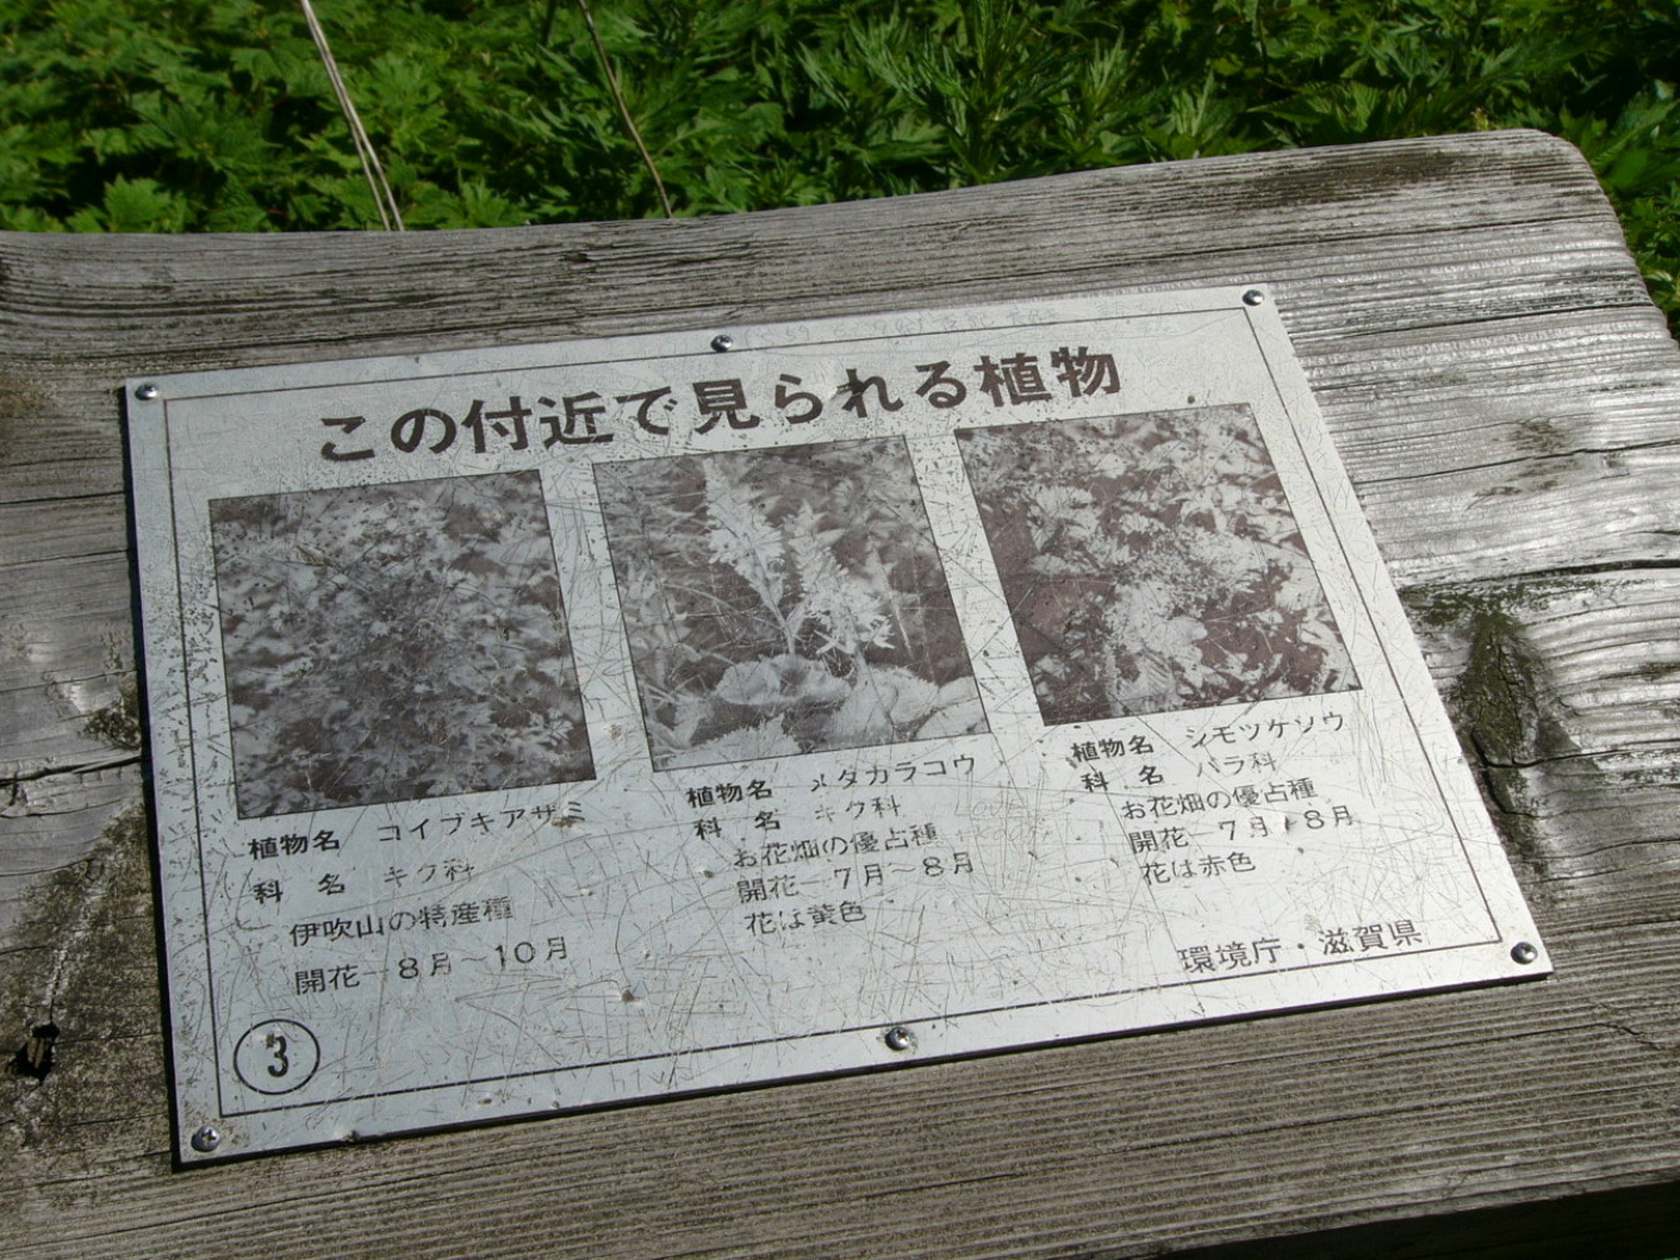 この付近で見られる植物
植物名 コイブキアザミ
科 名 キク科
伊吹山の特産種
開花―8月～10月
植物名 メタカラコウ
科 名 キク科
お花畑の優占種
開花―7月～8月
花は黄色
植物名 シモツケソウ
科 名 バラ科
お花畑の優占種
開花―7月～8月
花は赤色
環境庁・滋賀県
3